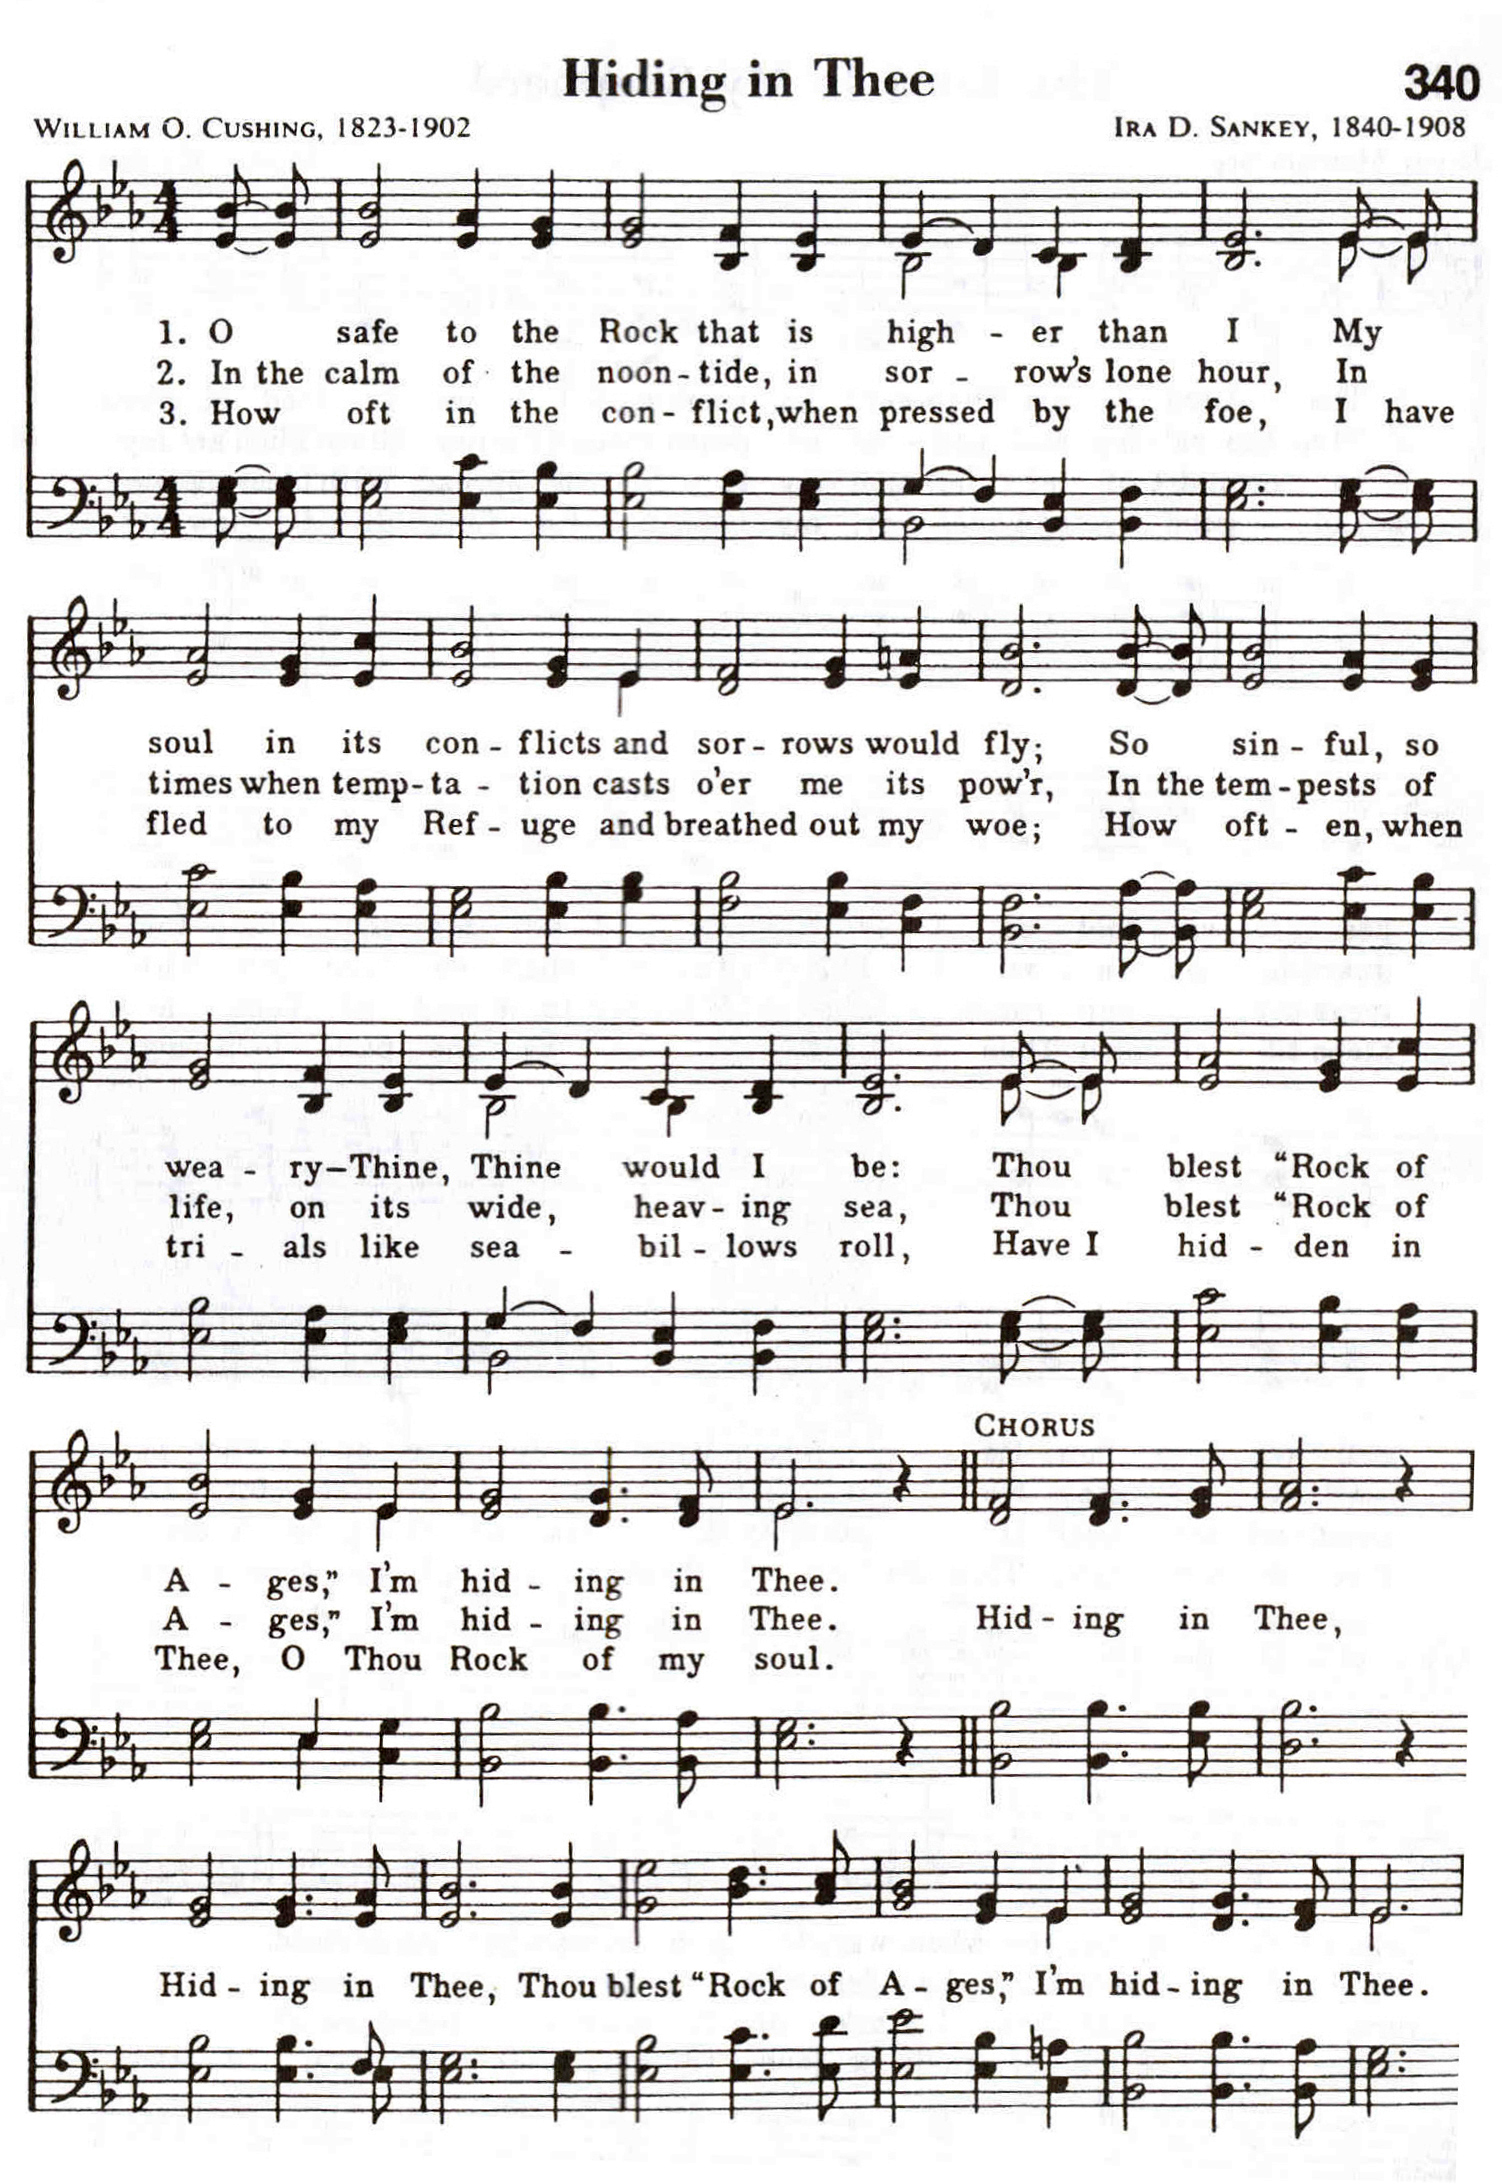 Hiding in Thee
340
WILLIAM O. CUSHING, 1823-1902
IRA D. SANKEY, 1840-1908
4
4
1. O safe to the Rock that is high - er than I My
2. In the calm of the noon - tide, in sor - row's lone hour, In
3. How oft in the con - flict, when pressed by the foe, I have
4
4
soul in its con - flicts and sor - rows would fly; So sin - ful, so
times when temp - ta - tion casts o'er me its pow'r, In the tem - pests of
fled to my Ref - uge and breathed out my woe; How oft - en, when
wea - ry—Thine, Thine would I be: Thou blest “Rock of
life, on its wide, heav - ing sea, Thou blest “Rock of
tri - als like sea - bil - lows roll, Have I hid - den in
CHORUS
A - ges,” I'm hid - ing in Thee.
A - ges,” I'm hid - ing in Thee. Hid - ing in Thee,
Thee, O Thou Rock of my soul.
Hid - ing in Thee, Thou blest “Rock of A - ges,” I'm hid - ing in Thee.